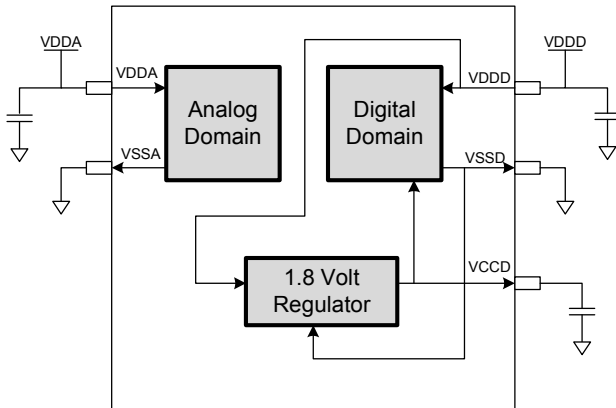 VDDA
VDDD
VDDA
Analog
Domain
Digital
Domain
VDDD
VSSA
VSSD
1.8 Volt
Regulator
VCCD